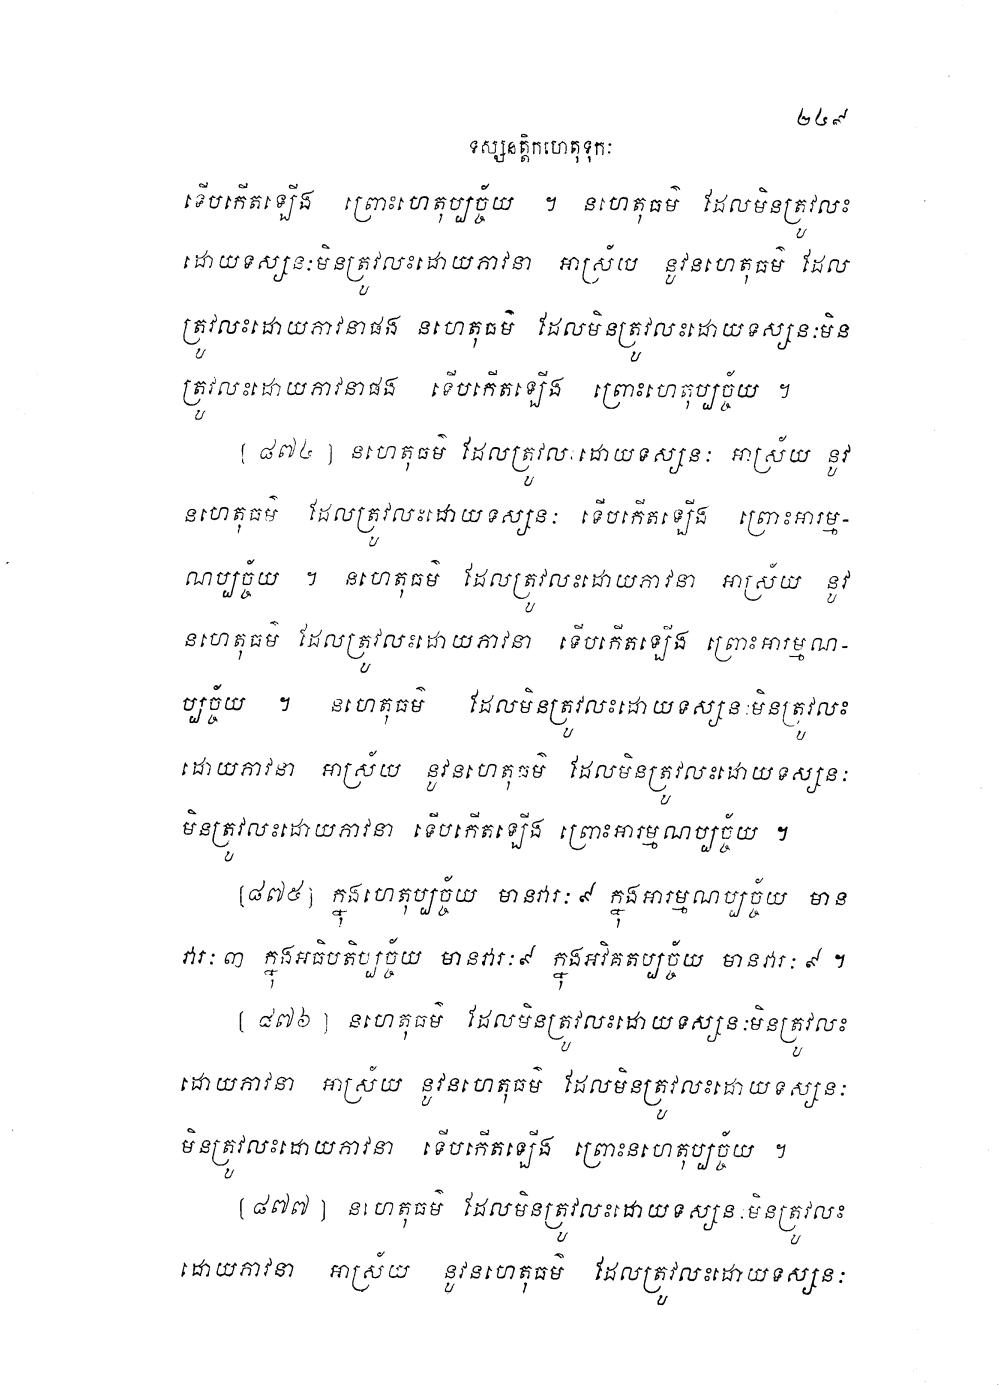 ២៤៩
ទស្សនត្តិកហេតុទុកៈ
ទើបកើតឡើង ព្រោះហេតុប្បច្ច័យ ។ នហេតុធម៌ ដែលមិនត្រូវលះ
ដោយទស្សនៈមិនត្រូវលះដោយភាវនា អាស្រ័យ នូវនហេតុធម៌ ដែល
ត្រូវលះដោយភាវនាផង នហេតុធម៌ ដែលមិនត្រូវលះដោយទស្សនៈមិន
ត្រូវលះដោយភាវនាផង ទើបកើតឡើង ព្រោះហេតុប្បច្ច័យ ។
[ ៨៧៤ ] នហេតុធម៌ ដែលត្រូវលះដោយទស្សនៈ អាស្រ័យ នូវ
នហេតុធម៌ ដែលត្រូវលះដោយទស្សនៈ ទើបកើតឡើង ព្រោះអារម្ម-
ណប្បច្ច័យ ។ នហេតុធម៌ ដែលត្រូវលះដោយភាវនា អាស្រ័យ នូវ
នហេតុធម៌ ដែលត្រូវលះដោយភាវនា ទើបកើតឡើង ព្រោះអារម្មណ-
ប្បច្ច័យ ។ នហេតុធម៌ ដែលមិនត្រូវលះដោយទស្សនៈមិនត្រូវលះ
ដោយភាវនា អាស្រ័យ នូវនហេតុធម៌ ដែលមិនត្រូវលះដោយទស្សនៈ
មិនត្រូវលះដោយភាវនា ទើបកើតឡើង ព្រោះអារម្មណប្បច្ច័យ ។
[៨៧៥] ក្នុងហេតុប្បច្ច័យ មានវារៈ ៩ ក្នុងអារម្មណប្បច្ច័យ មាន
វារៈ ៣ ក្នុងអធិបតិប្បច្ច័យ មានវារៈ ៩ ក្នុងអវិគតប្បច្ច័យ មានវារៈ ៩ ។
[ ៨៧៦ ] នហេតុធម៌ ដែលមិនត្រូវលះដោយទស្សនៈមិនត្រូវលះ
ដោយភាវនា អាស្រ័យ នូវនហេតុធម៌ ដែលមិនត្រូវលះដោយទស្សនៈ
មិនត្រូវលះដោយភាវនា ទើបកើតឡើង ព្រោះនហេតុប្បច្ច័យ ។
[ ៨៧៧ ] នហេតុធម៌ ដែលមិនត្រូវលះដោយទស្សនៈមិនត្រូវលះ
ដោយភាវនា អាស្រ័យ នូវនហេតុធម៌ ដែលត្រូវលះដោយទស្សនៈ